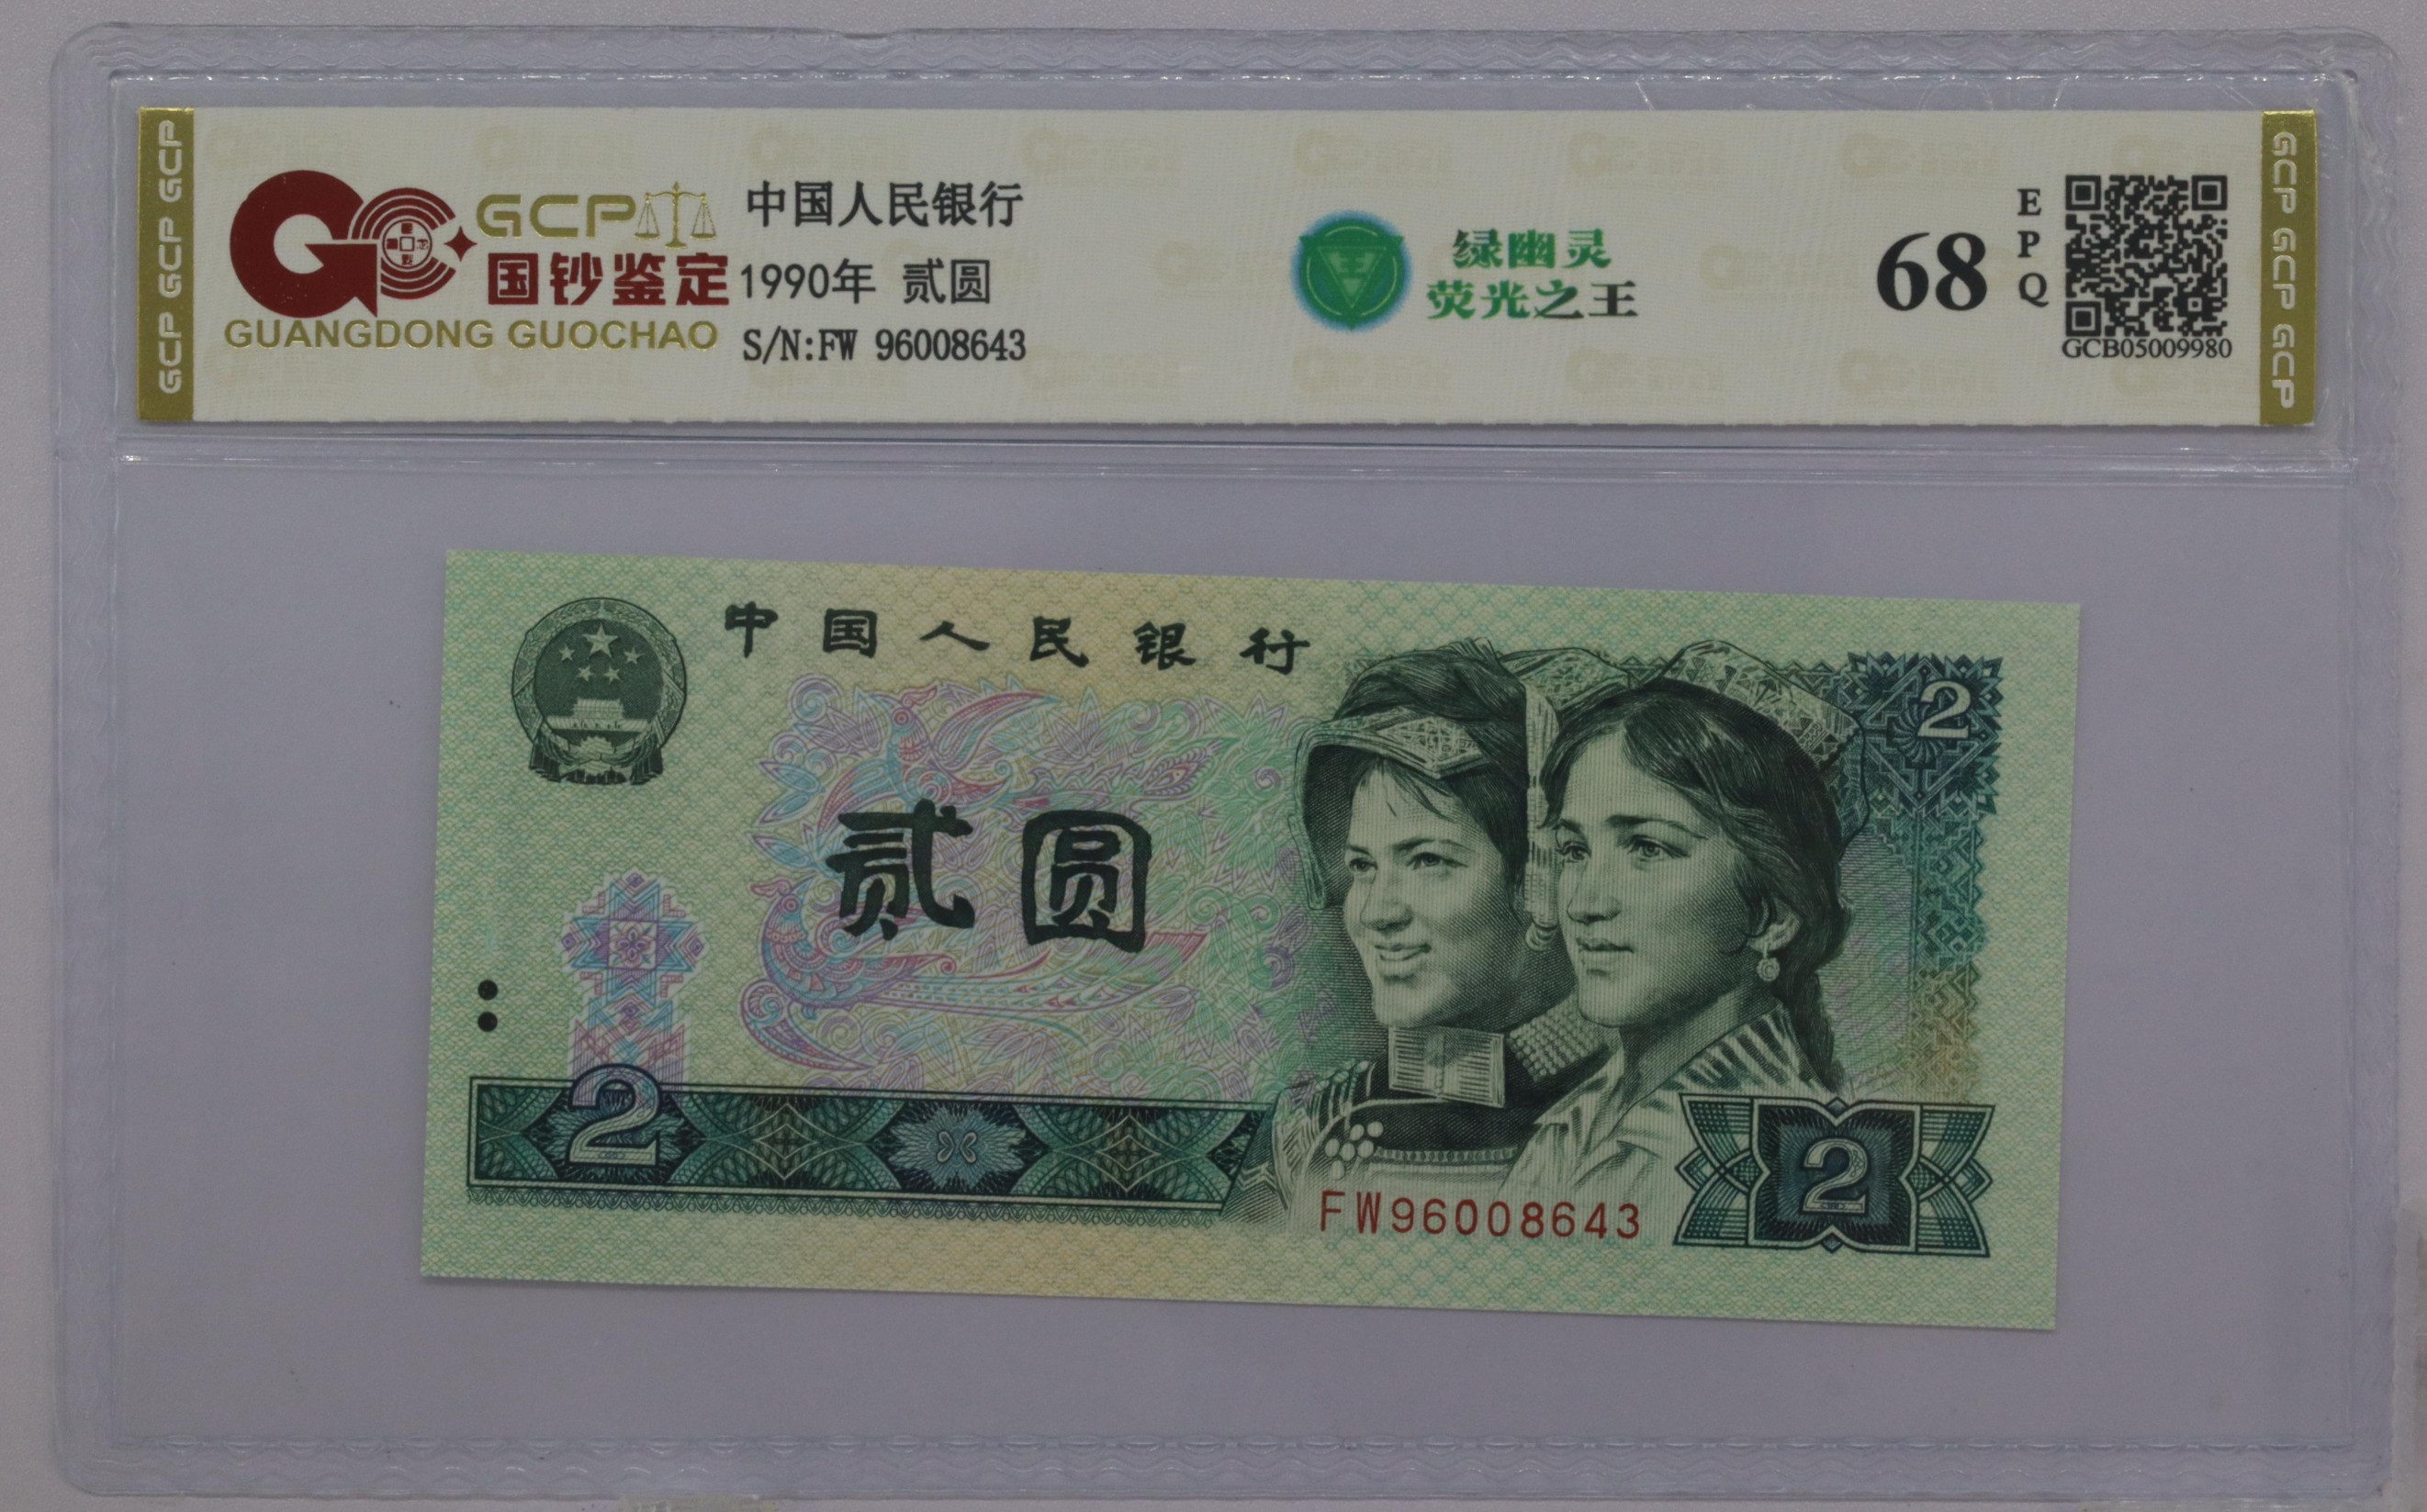 GCP GCP GCP
GCP
国钞鉴定
GUANGDONG GUOCHAO
中国人民银行
1990年 贰圆
S/N:FW 96008643
绿幽灵
荧光之王
68
E
P
Q
GCB05009980
GCP GCP GCP
中国人民银行
2
贰圆
2
FW96008643
2